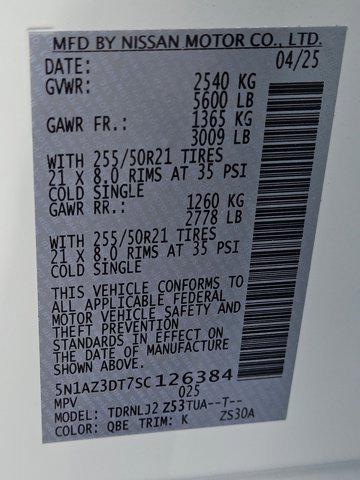 MFD BY NISSAN MOTOR CO., LTD.
DATE: 04/25
GVWR: 2540 KG
5600 LB
GAWR FR.: 1365 KG
3009 LB
WITH 255/50R21 TIRES
21 X 8.0 RIMS AT 35 PSI
COLD SINGLE
GAWR RR.: 1260 KG
2778 LB
WITH 255/50R21 TIRES
21 X 8.0 RIMS AT 35 PSI
COLD SINGLE
THIS VEHICLE CONFORMS TO
ALL APPLICABLE FEDERAL
MOTOR VEHICLE SAFETY AND
THEFT PREVENTION
STANDARDS IN EFFECT ON
THE DATE OF MANUFACTURE
SHOWN ABOVE.
5N1AZ3DT7SC126384
MPV 025
MODEL: TDRNLJ2 Z53TUA--T--
COLOR: QBE TRIM: K ZS30A